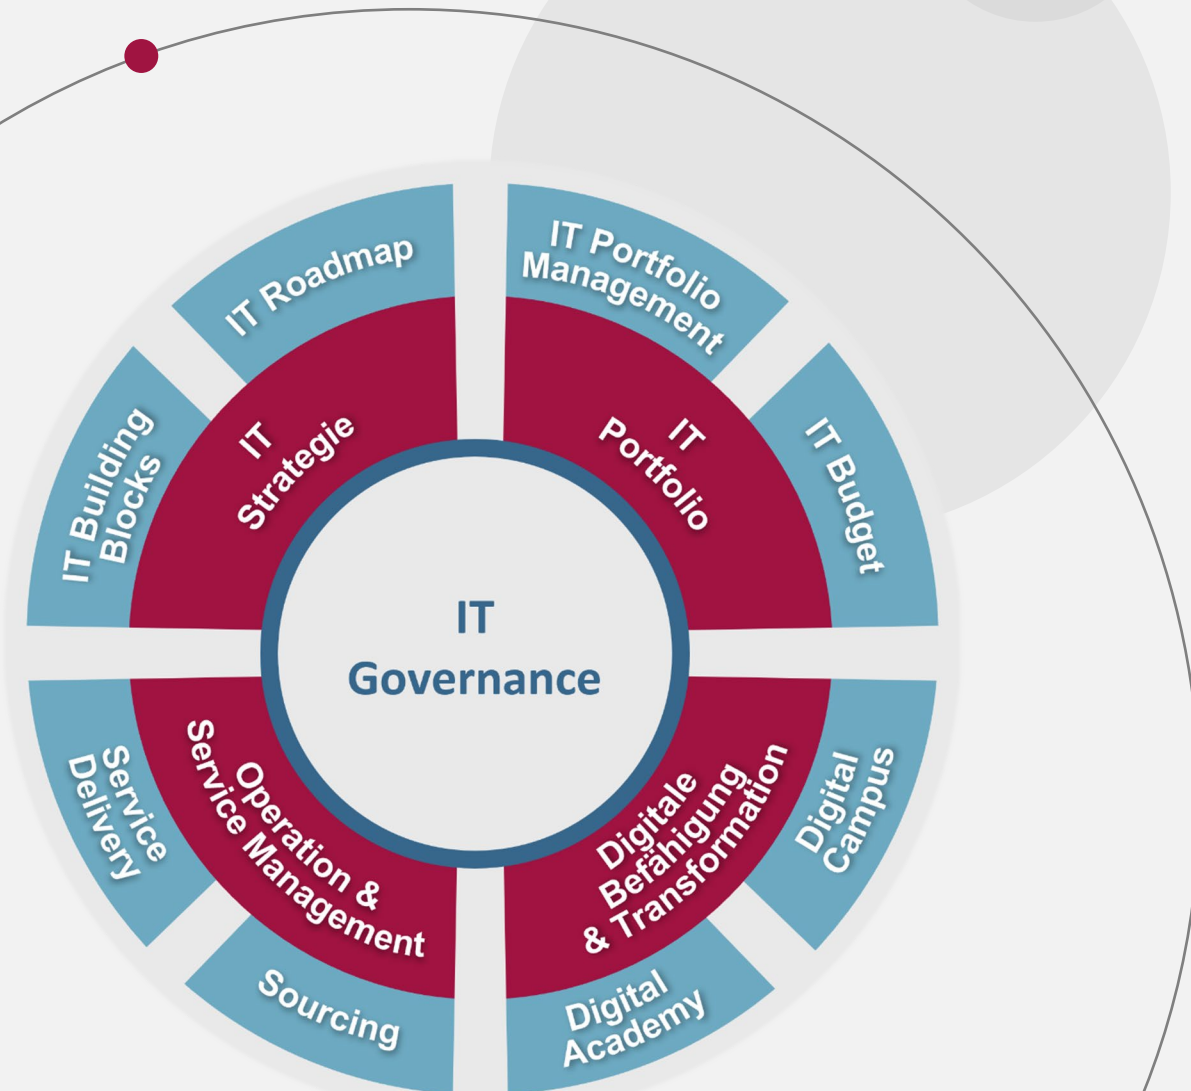 IT Roadmap
IT Portfolio
Management
IT Building
Blocks
IT
Strategie
IT
Portfolio
IT Budget
IT
Governance
Service
Delivery
Operation &
Service Management
Digitale
Befähigung
& Transformation
Digital
Campus
Sourcing
Digital
Academy